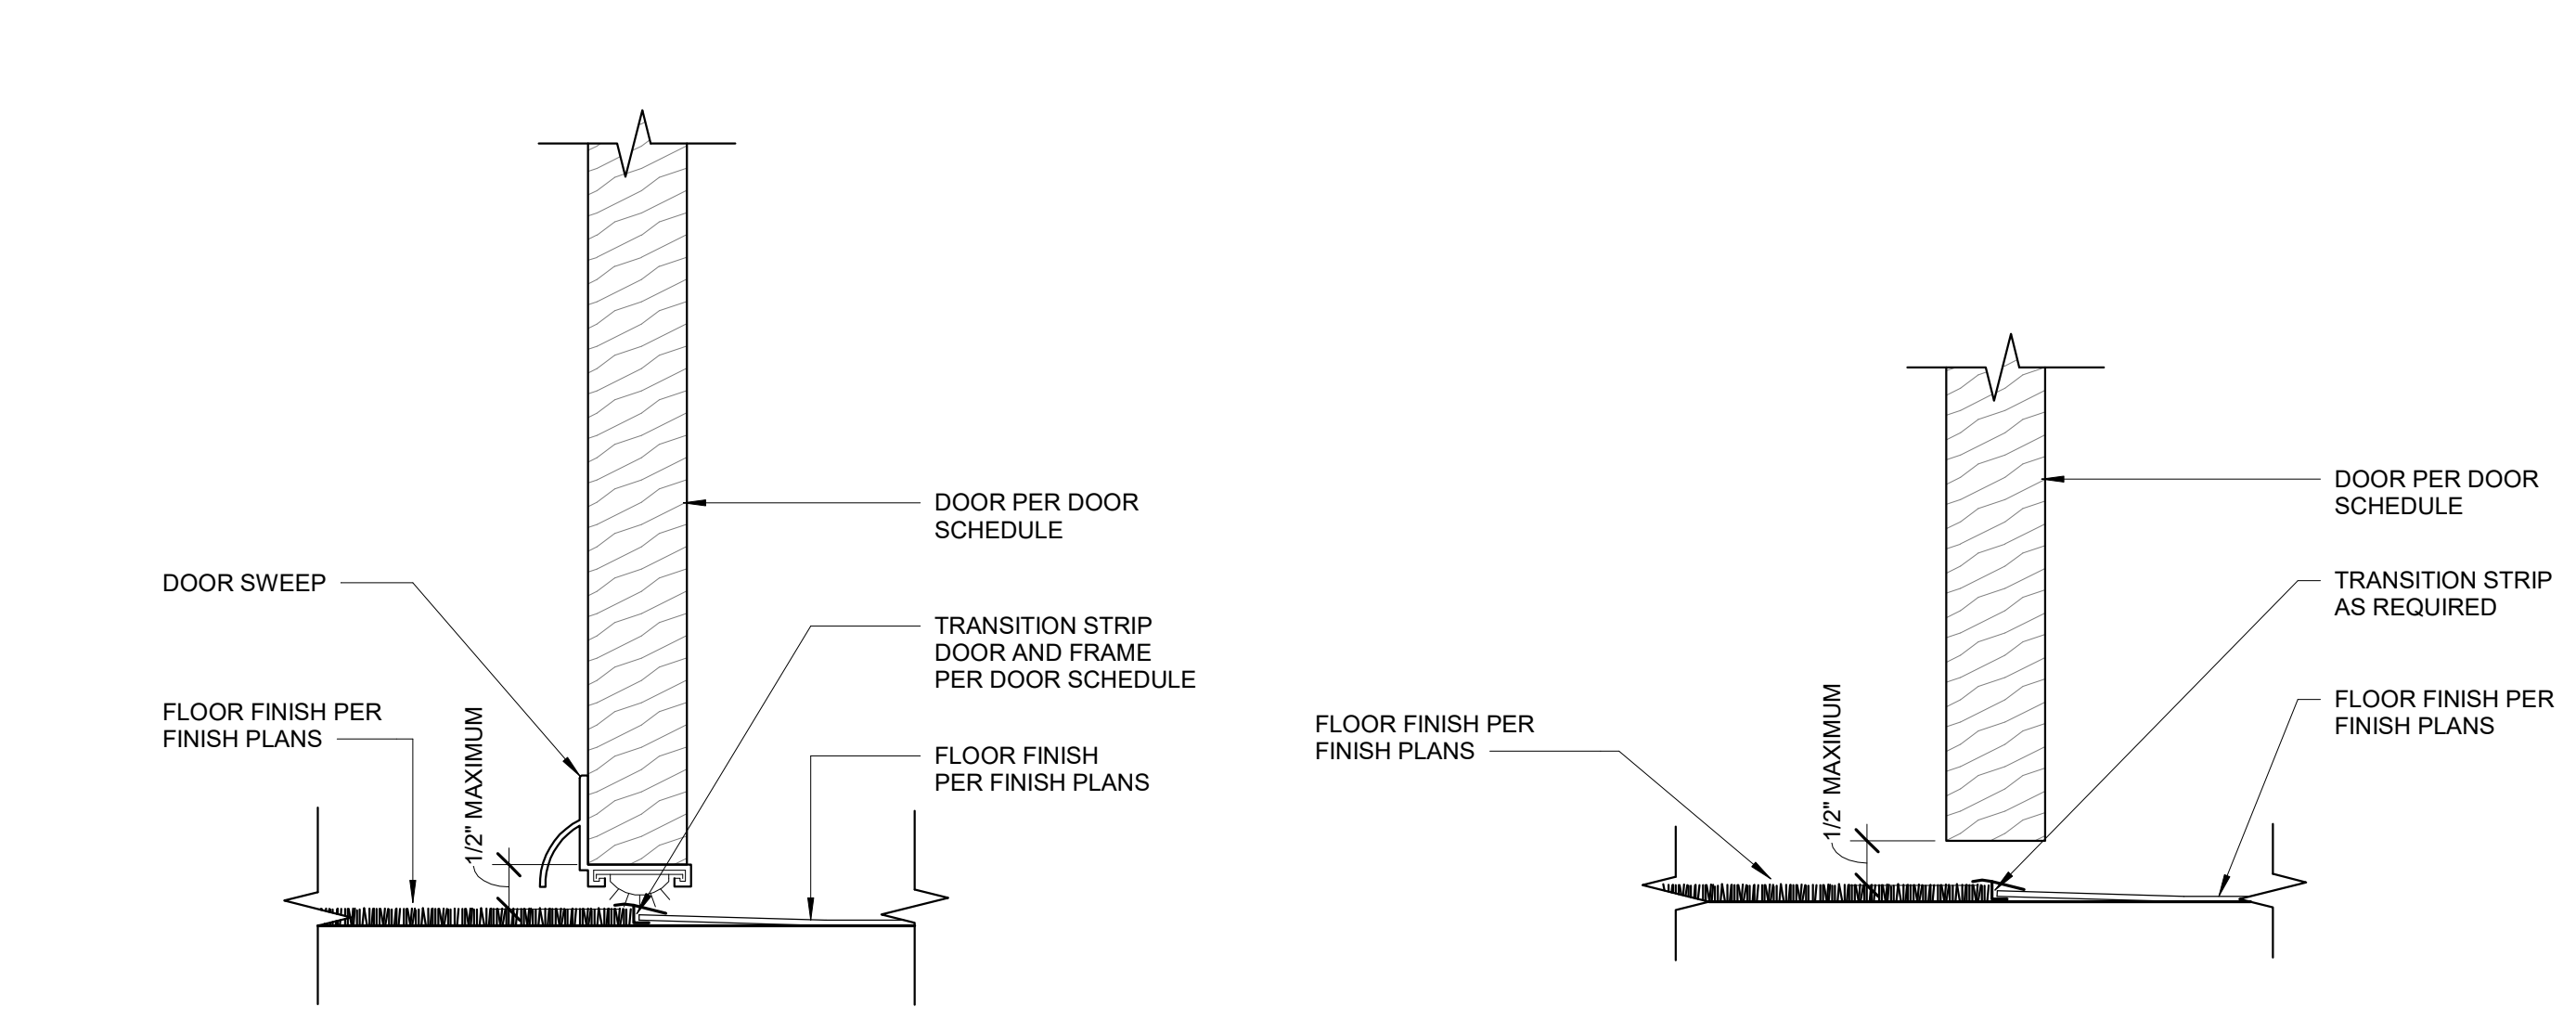 DOOR PER DOOR
SCHEDULE
DOOR SWEEP
TRANSITION STRIP
DOOR AND FRAME
PER DOOR SCHEDULE
FLOOR FINISH PER
FINISH PLANS
1/2" MAXIMUM
FLOOR FINISH
PER FINISH PLANS
DOOR PER DOOR
SCHEDULE
TRANSITION STRIP
AS REQUIRED
FLOOR FINISH PER
FINISH PLANS
1/2" MAXIMUM
FLOOR FINISH PER
FINISH PLANS